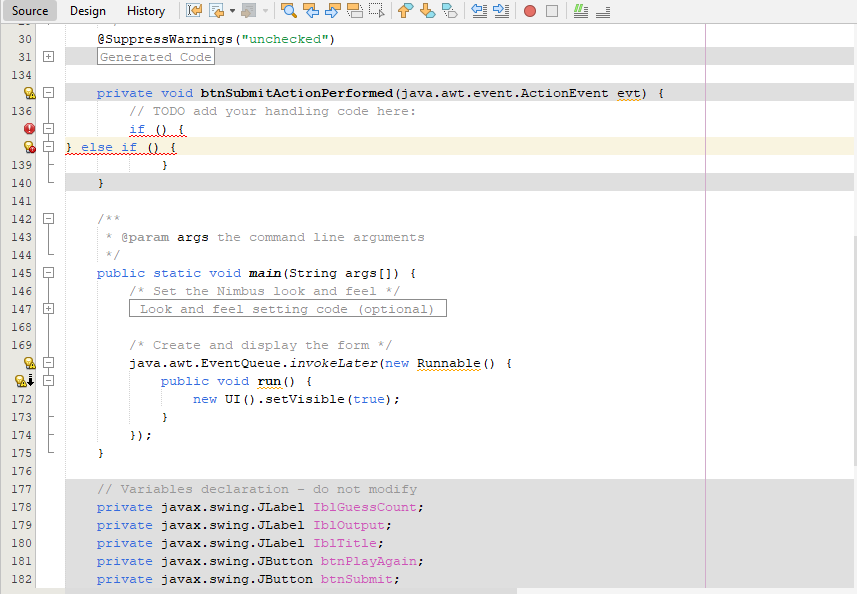 Source Design History
30 @SuppressWarnings("unchecked")
31 Generated Code
134
private void btnSubmitActionPerformed(java.awt.event.ActionEvent evt) {
136 // TODO add your handling code here:
if () {
} else if () {
139 }
140 }
141
142 /**
143 * @param args the command line arguments
144 */
145 public static void main(String args[]) {
146 /* Set the Nimbus look and feel */
147 Look and feel setting code (optional)
168
169 /* Create and display the form */
java.awt.EventQueue.invokeLater(new Runnable() {
public void run() {
172 new UI().setVisible(true);
173 }
174 });
175 }
176
177 // Variables declaration - do not modify
178 private javax.swing.JLabel IblGuessCount;
179 private javax.swing.JLabel IblOutput;
180 private javax.swing.JLabel IblTitle;
181 private javax.swing.JButton btnPlayAgain;
182 private javax.swing.JButton btnSubmit;